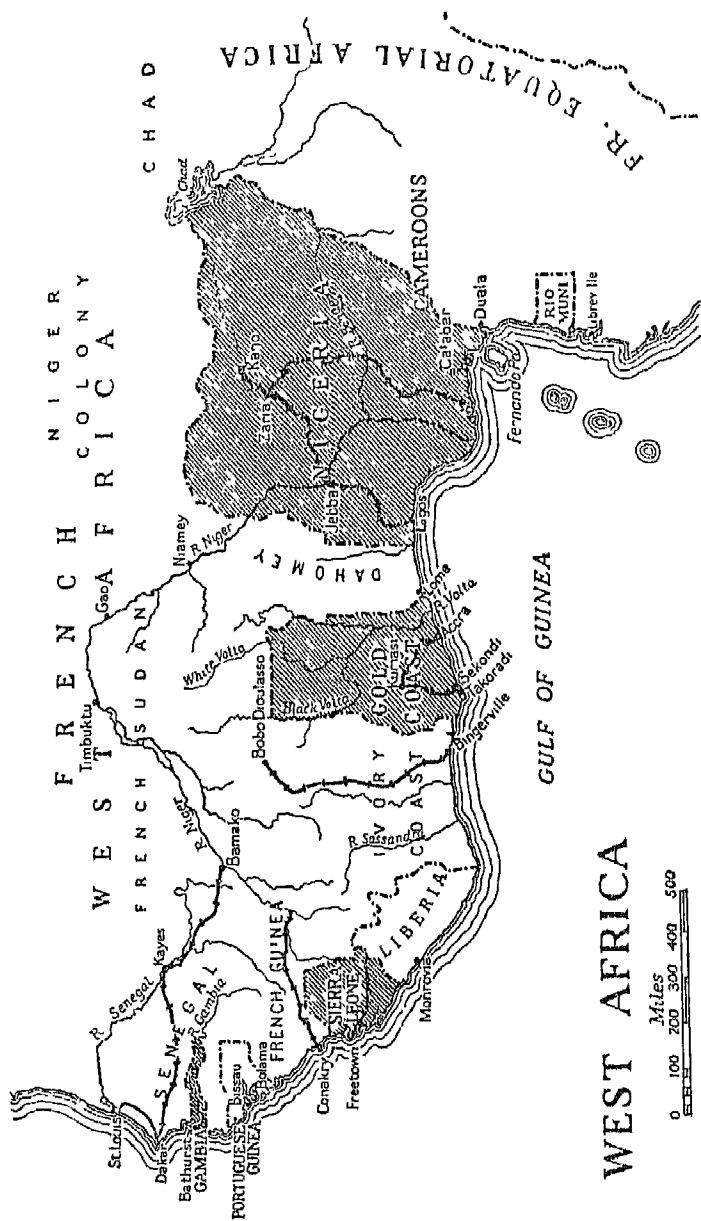 FRENCH
WEST AFRICA
NIGER
COLONY
CHAD
Chad
FRENCH SUDAN
Timbuktu
Gao
Niamey
R Niger
R. Senegal
Kayes
R. Niger
Bamako
St.Louis
Dakar
SENEGAL
R. Gambia
Bathurst
GAMBIA
PORTUGUESE
GUINEA
Bissau
Bolama
FRENCH GUINEA
Conakry
SIERRA
LEONE
Freetown
LIBERIA
Monrovia
R. Sassandra
IVORY
COAST
Bobo Dioulasso
Bingerville
White Volta
Black Volta
GOLD
COAST
Kumasi
Accra
Sekondi
Takoradi
R. Volta
Lome
DAHOMEY
NIGERIA
Kano
Zaria
Jebba
Lagos
Calabar
CAMEROONS
Duala
Fernando Po
RIO
MUNI
FR. EQUATORIAL AFRICA
GULF OF GUINEA
WEST AFRICA
Miles
0 100 200 300 400 500